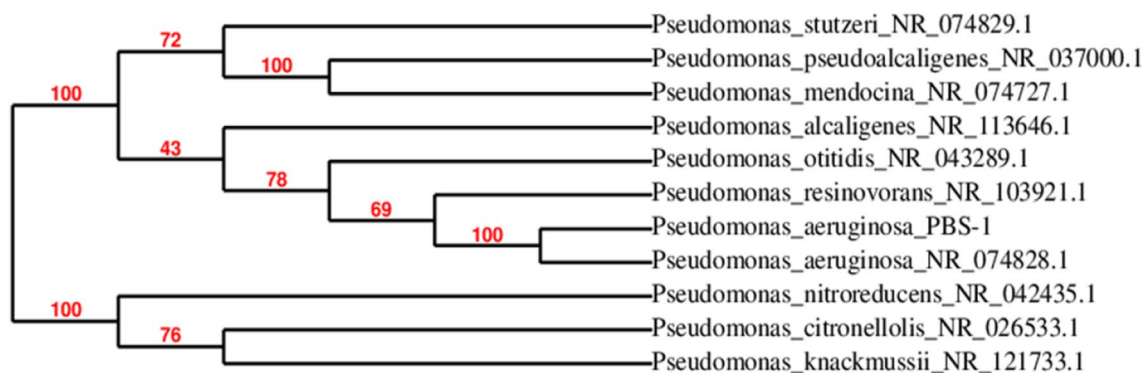 Pseudomonas_stutzeri_NR_074829.1
72
Pseudomonas_pseudoalcaligenes_NR_037000.1
100
Pseudomonas_mendocina_NR_074727.1
100
Pseudomonas_alcaligenes_NR_113646.1
43
Pseudomonas_otitidis_NR_043289.1
78
Pseudomonas_resinovorans_NR_103921.1
69
Pseudomonas_aeruginosa_PBS-1
100
Pseudomonas_aeruginosa_NR_074828.1
Pseudomonas_nitroreducens_NR_042435.1
100
Pseudomonas_citronellolis_NR_026533.1
76
Pseudomonas_knackmussii_NR_121733.1